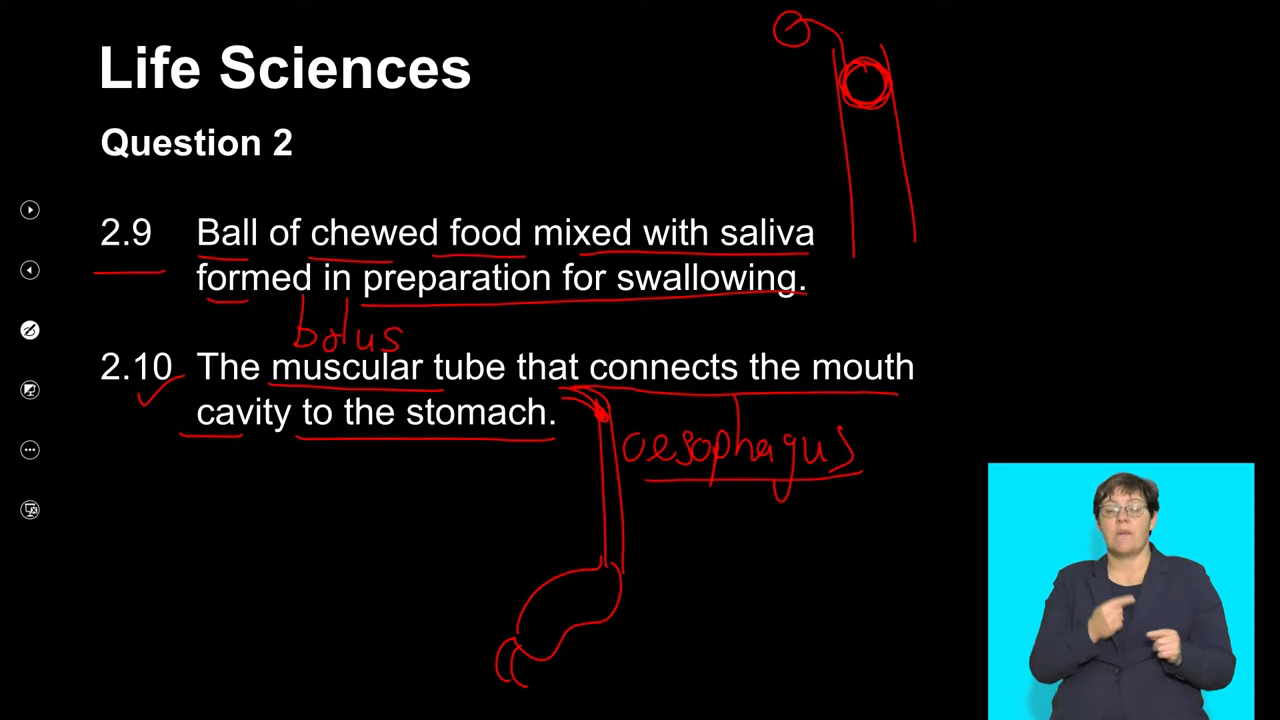 Life Sciences
Question 2
2.9 Ball of chewed food mixed with saliva
formed in preparation for swallowing.
bolus
2.10 The muscular tube that connects the mouth
cavity to the stomach.
oesophagus